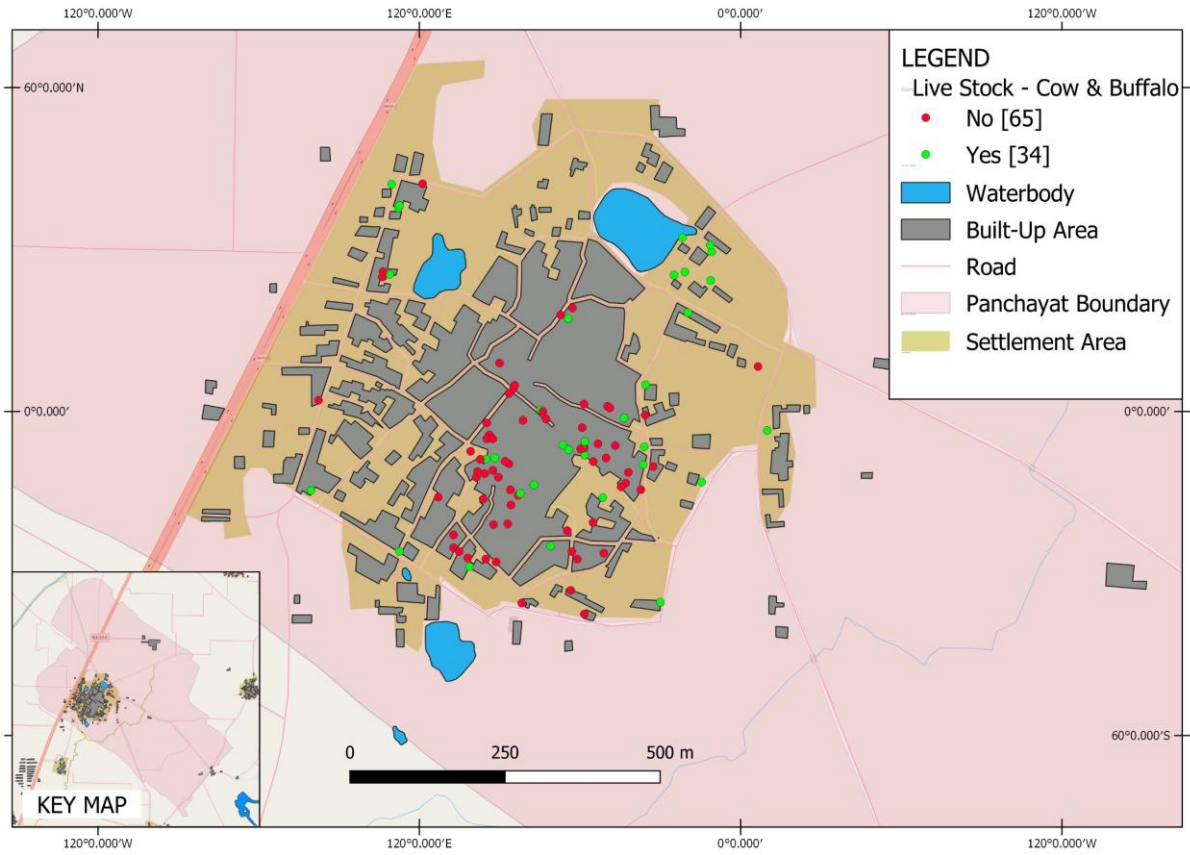 120°0.000'W
120°0.000'E
0°0.000'
120°0.000'W
60°0.000'N
0°0.000'
LEGEND
Live Stock - Cow & Buffalo
No [65]
Yes [34]
Waterbody
Built-Up Area
Road
Panchayat Boundary
Settlement Area
0°0.000'
60°0.000'S
0
250
500 m
KEY MAP
120°0.000'W
120°0.000'E
0°0.000'
120°0.000'W